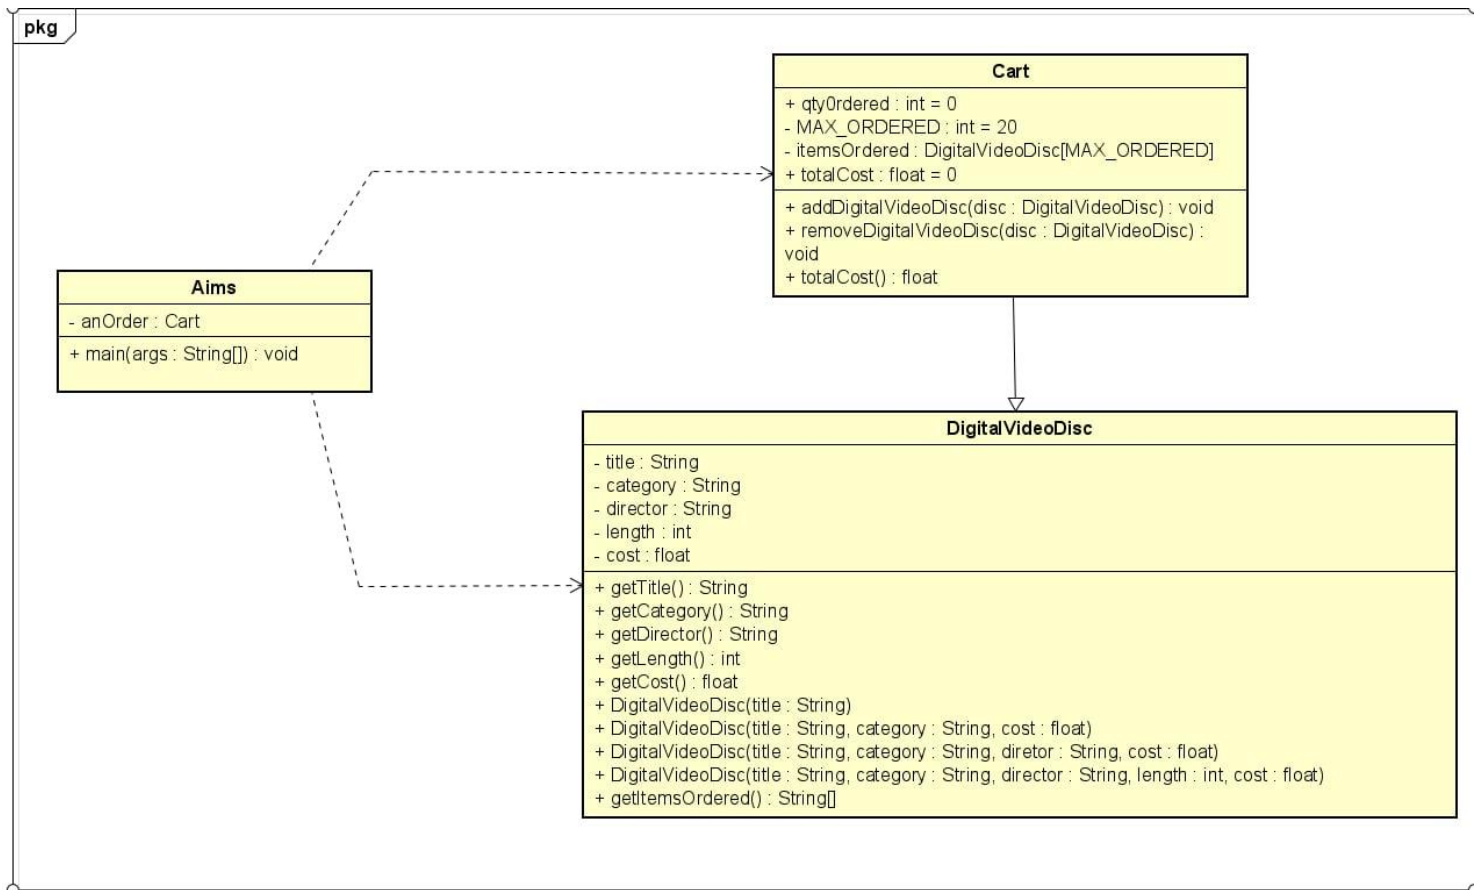 pkg
Cart
+ qty0rdered : int = 0
- MAX_ORDERED : int = 20
- itemsOrdered : DigitalVideoDisc[MAX_ORDERED]
+ totalCost : float = 0
+ addDigitalVideoDisc(disc : DigitalVideoDisc) : void
+ removeDigitalVideoDisc(disc : DigitalVideoDisc) :
void
+ totalCost() : float
Aims
- anOrder : Cart
+ main(args : String[]) : void
DigitalVideoDisc
- title : String
- category : String
- director : String
- length : int
- cost : float
+ getTitle() : String
+ getCategory() : String
+ getDirector() : String
+ getLength() : int
+ getCost() : float
+ DigitalVideoDisc(title : String)
+ DigitalVideoDisc(title : String, category : String, cost : float)
+ DigitalVideoDisc(title : String, category : String, diretor : String, cost : float)
+ DigitalVideoDisc(title : String, category : String, director : String, length : int, cost : float)
+ getItemsOrdered() : String[]